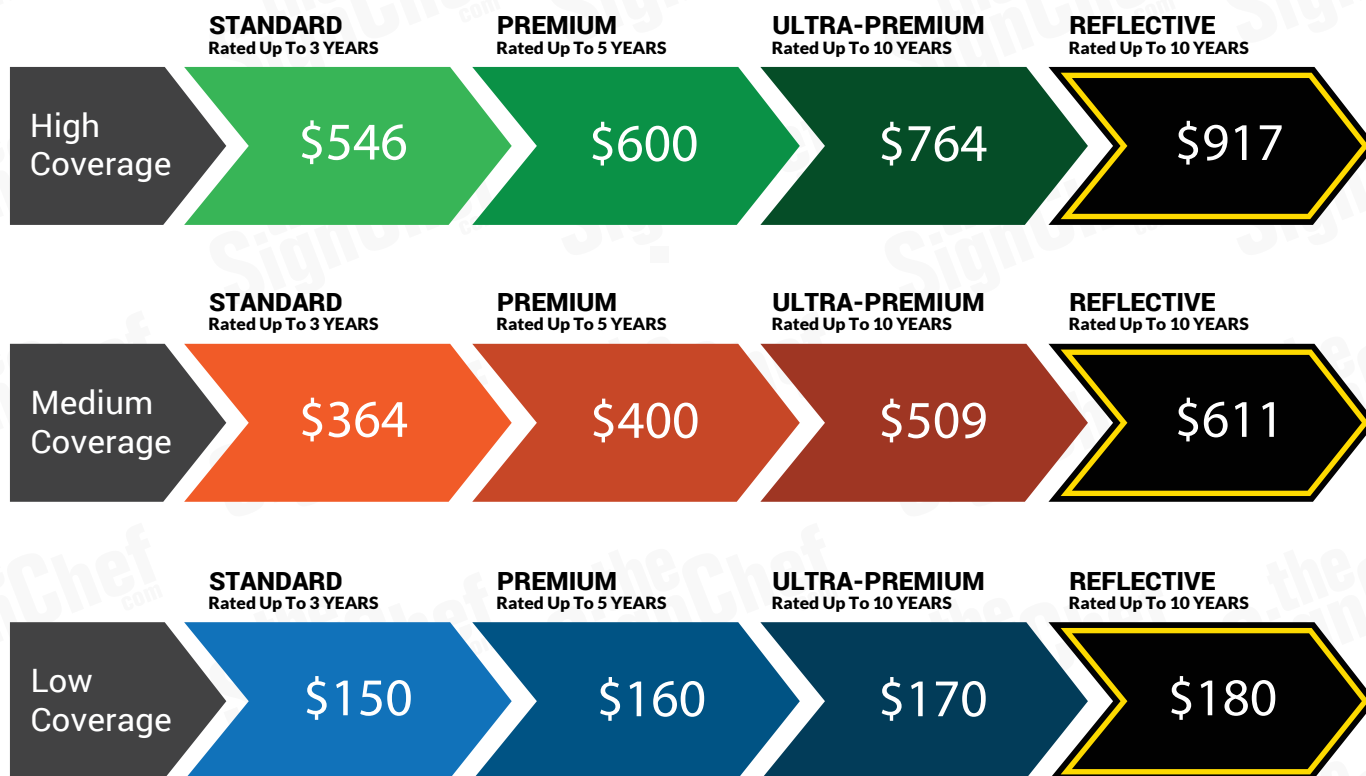 STANDARD PREMIUM ULTRA-PREMIUM REFLECTIVE
Rated Up To 3 YEARS Rated Up To 5 YEARS Rated Up To 10 YEARS Rated Up To 10 YEARS
High
Coverage
$546 $600 $764 $917
STANDARD PREMIUM ULTRA-PREMIUM REFLECTIVE
Rated Up To 3 YEARS Rated Up To 5 YEARS Rated Up To 10 YEARS Rated Up To 10 YEARS
Medium
Coverage
$364 $400 $509 $611
STANDARD PREMIUM ULTRA-PREMIUM REFLECTIVE
Rated Up To 3 YEARS Rated Up To 5 YEARS Rated Up To 10 YEARS Rated Up To 10 YEARS
Low
Coverage
$150 $160 $170 $180